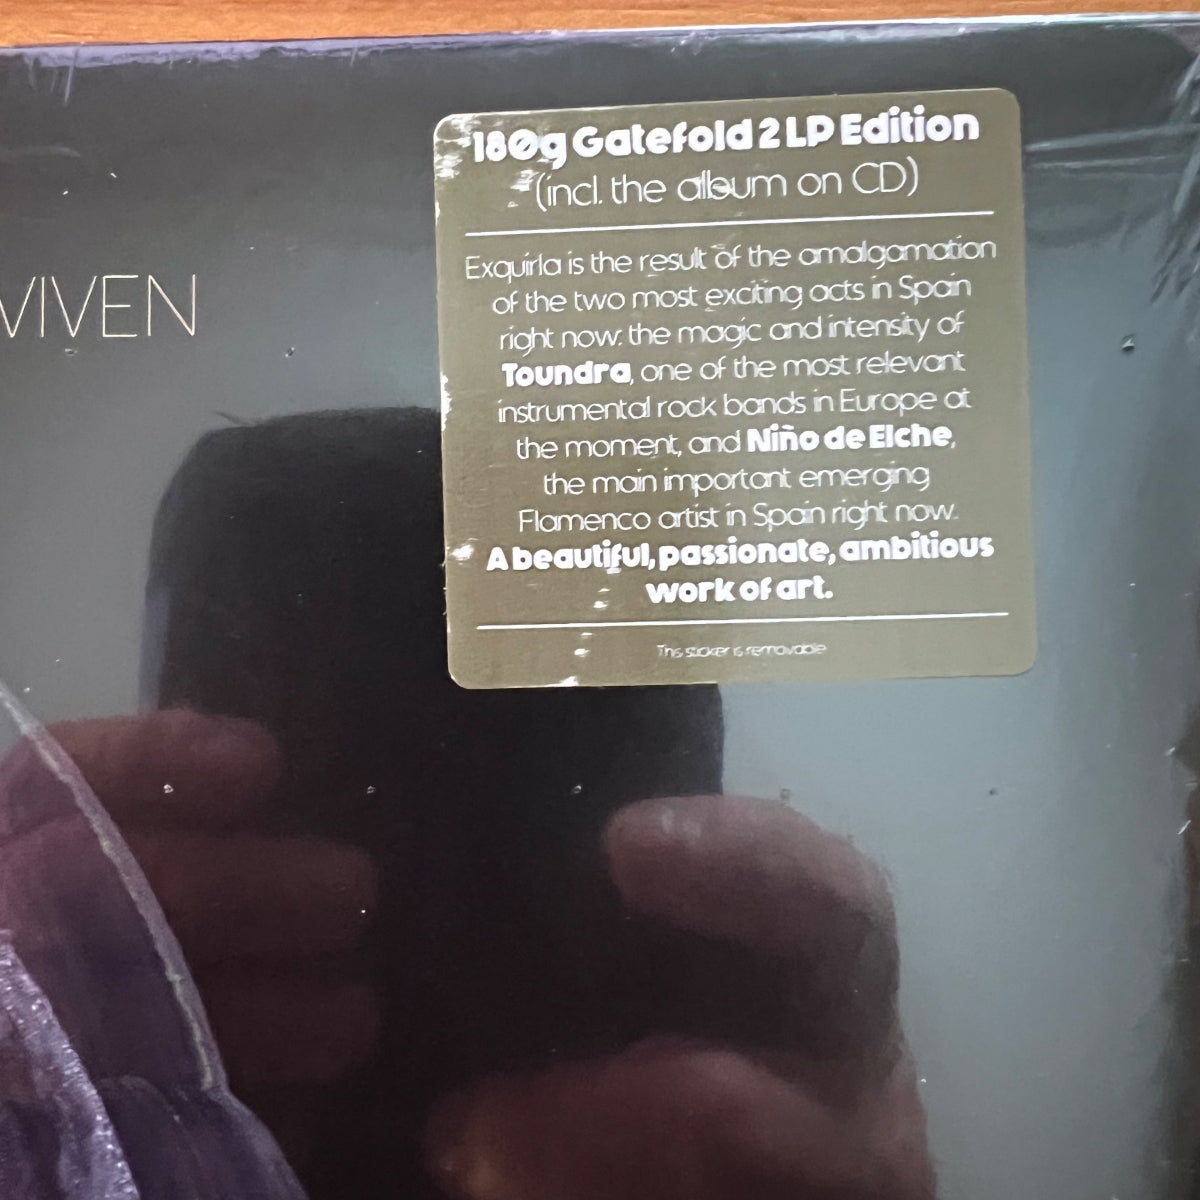 180g Gatefold 2 LP Edition
(incl. the album on CD)
VIVEN
Exquirla is the result of the amalgamation
of the two most exciting acts in Spain
right now: the magic and intensity of
Toundra, one of the most relevant
instrumental rock bands in Europe at
the moment, and Niño de Elche,
the main important emerging
Flamenco artist in Spain right now.
A beautiful, passionate, ambitious
work of art.
This sticker is removable